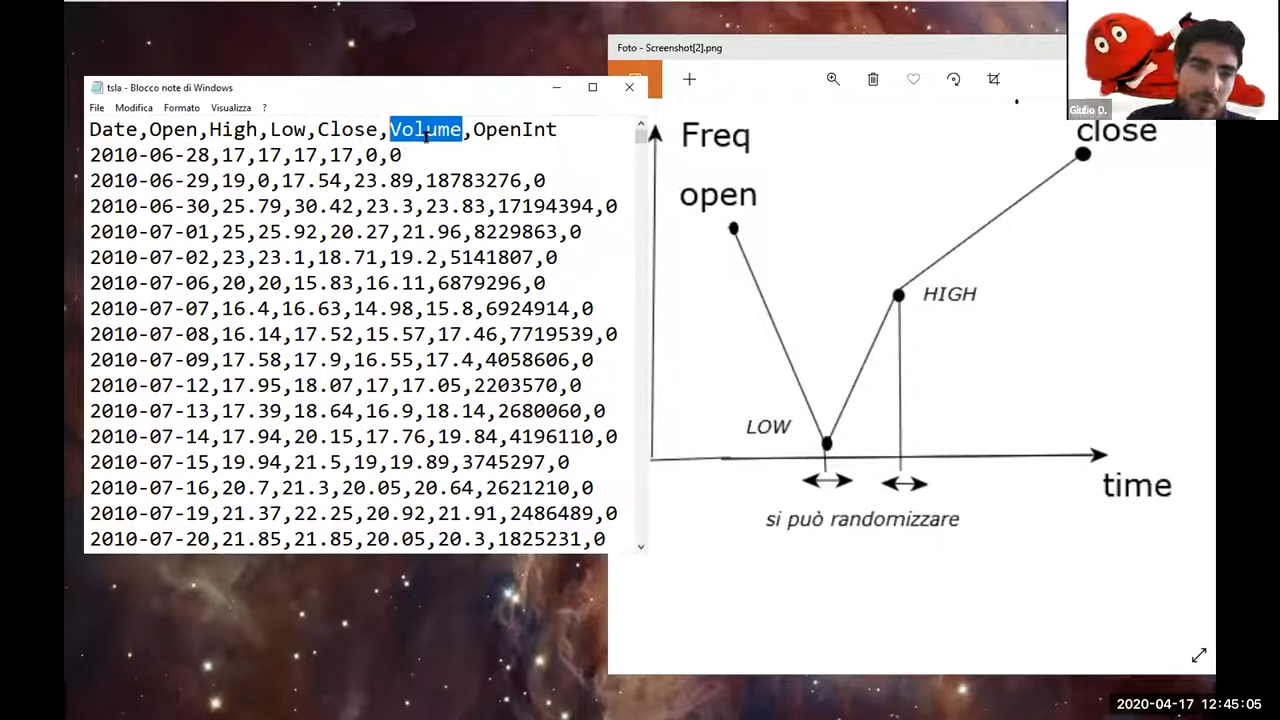 Foto - Screenshot[2].png
Giulio D.
tsla - Blocco note di Windows
File Modifica Formato Visualizza ?
Date,Open,High,Low,Close,Volume,OpenInt
2010-06-28,17,17,17,17,0,0
2010-06-29,19,0,17.54,23.89,18783276,0
2010-06-30,25.79,30.42,23.3,23.83,17194394,0
2010-07-01,25,25.92,20.27,21.96,8229863,0
2010-07-02,23,23.1,18.71,19.2,5141807,0
2010-07-06,20,20,15.83,16.11,6879296,0
2010-07-07,16.4,16.63,14.98,15.8,6924914,0
2010-07-08,16.14,17.52,15.57,17.46,7719539,0
2010-07-09,17.58,17.9,16.55,17.4,4058606,0
2010-07-12,17.95,18.07,17,17.05,2203570,0
2010-07-13,17.39,18.64,16.9,18.14,2680060,0
2010-07-14,17.94,20.15,17.76,19.84,4196110,0
2010-07-15,19.94,21.5,19,19.89,3745297,0
2010-07-16,20.7,21.3,20.05,20.64,2621210,0
2010-07-19,21.37,22.25,20.92,21.91,2486489,0
2010-07-20,21.85,21.85,20.05,20.3,1825231,0
Freq
close
open
HIGH
LOW
time
si può randomizzare
2020-04-17 12:45:05